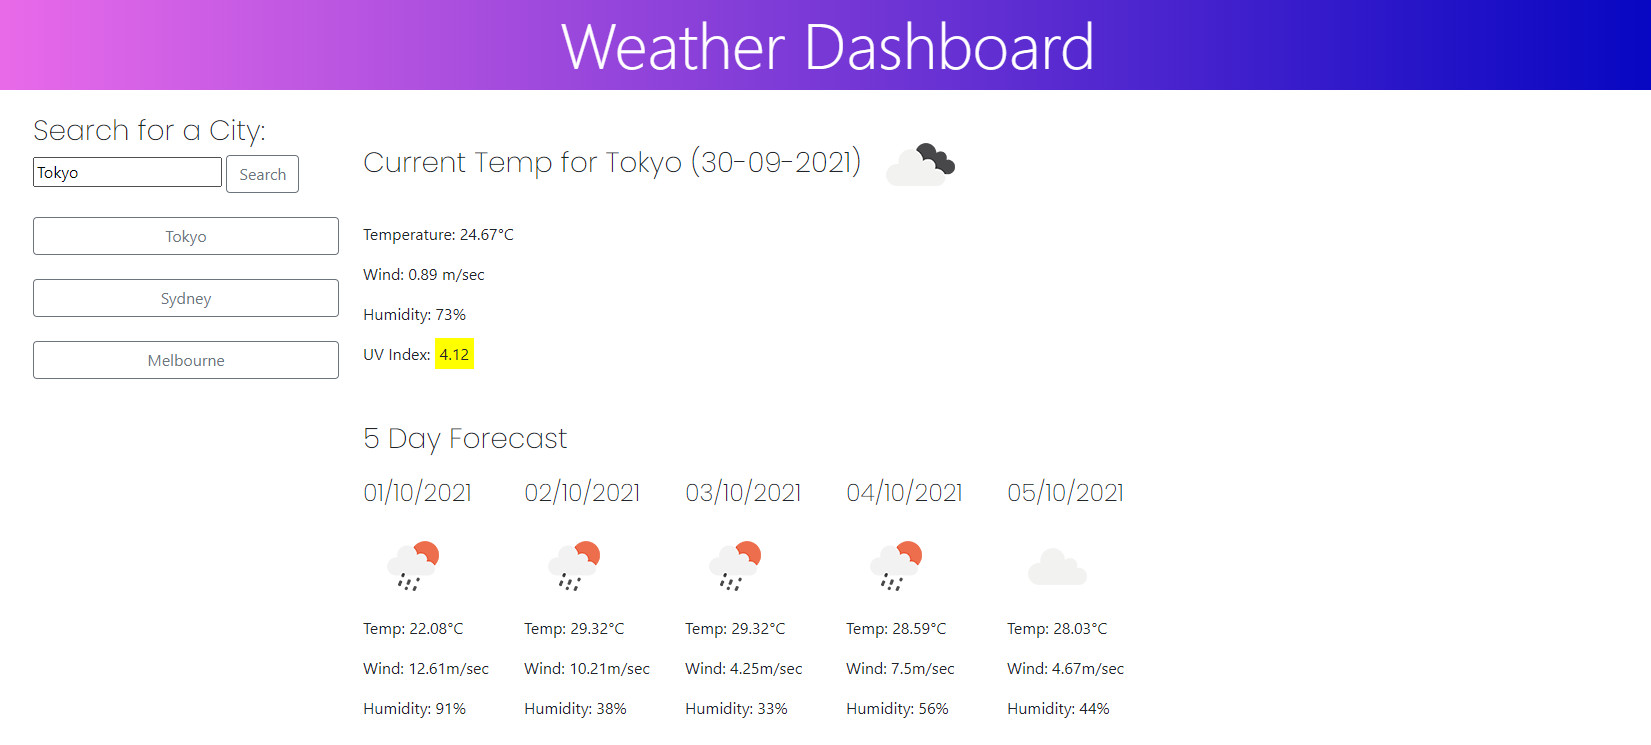 Weather Dashboard
Search for a City:
Tokyo
Search
Tokyo
Sydney
Melbourne
Current Temp for Tokyo (30-09-2021)
Temperature: 24.67°C
Wind: 0.89 m/sec
Humidity: 73%
UV Index: 4.12
5 Day Forecast
01/10/2021 02/10/2021 03/10/2021 04/10/2021 05/10/2021
Temp: 22.08°C Temp: 29.32°C Temp: 29.32°C Temp: 28.59°C Temp: 28.03°C
Wind: 12.61m/sec Wind: 10.21m/sec Wind: 4.25m/sec Wind: 7.5m/sec Wind: 4.67m/sec
Humidity: 91% Humidity: 38% Humidity: 33% Humidity: 56% Humidity: 44%